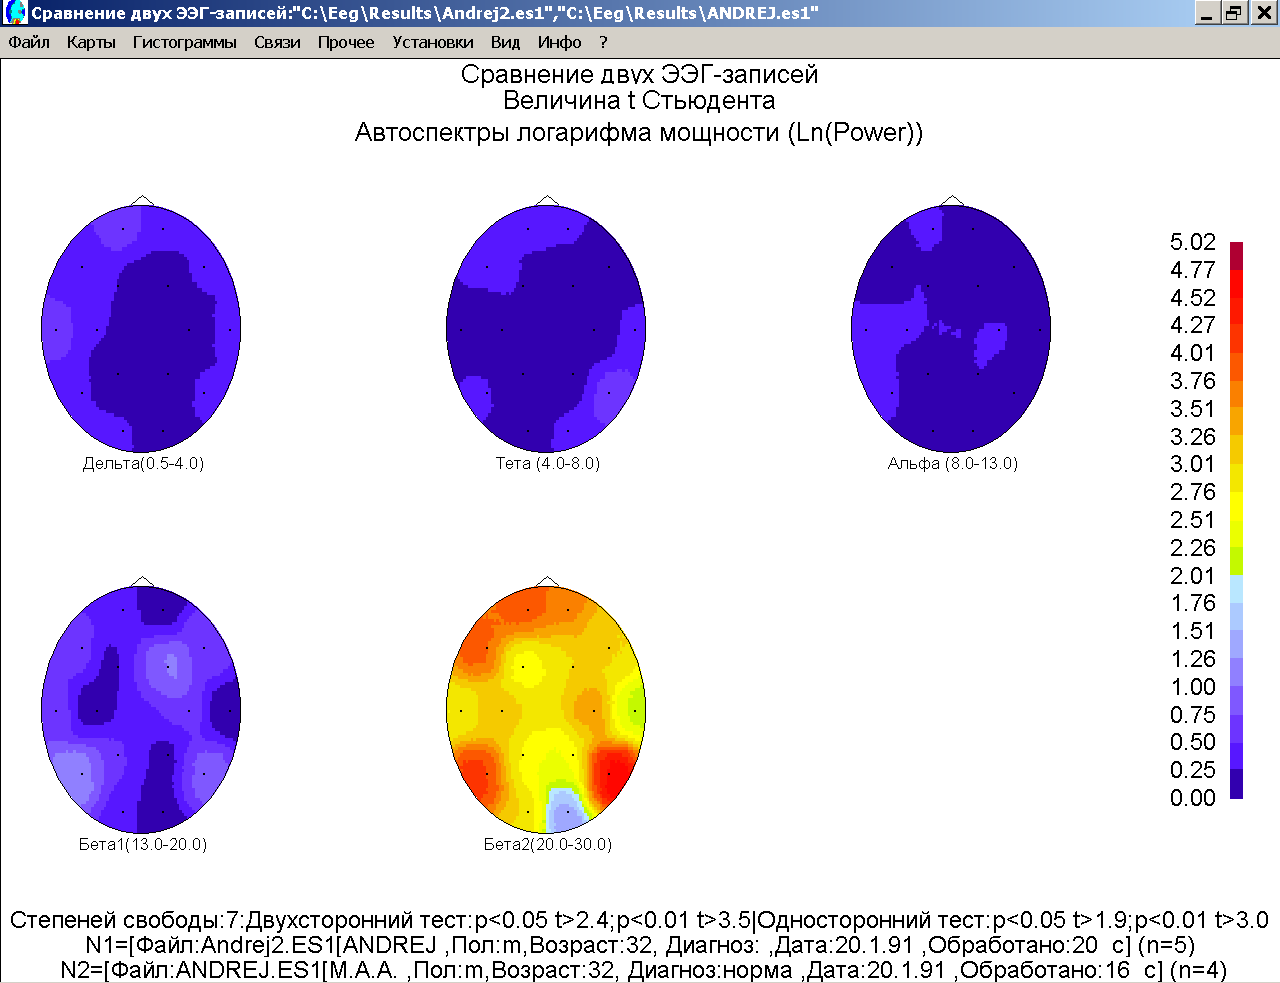 Сравнение двух ЭЭГ-записей:"C:\Eeg\Results\Andrej2.es1","C:\Eeg\Results\ANDREJ.es1"
Файл Карты Гистограммы Связи Прочее Установки Вид Инфо ?
Сравнение двух ЭЭГ-записей
Величина t Стьюдента
Автоспектры логарифма мощности (Ln(Power))
Дельта(0.5-4.0)
Тета (4.0-8.0)
Альфа (8.0-13.0)
5.02
4.77
4.52
4.27
4.01
3.76
3.51
3.26
3.01
2.76
2.51
2.26
2.01
1.76
1.51
1.26
1.00
0.75
0.50
0.25
0.00
Бета1(13.0-20.0)
Бета2(20.0-30.0)
Степеней свободы:7:Двухсторонний тест:p<0.05 t>2.4;p<0.01 t>3.5|Односторонний тест:p<0.05 t>1.9;p<0.01 t>3.0
N1=[Файл:Andrej2.ES1[ANDREJ ,Пол:m,Возраст:32, Диагноз: ,Дата:20.1.91 ,Обработано:20 с] (n=5)
N2=[Файл:ANDREJ.ES1[M.A.A. ,Пол:m,Возраст:32, Диагноз:норма ,Дата:20.1.91 ,Обработано:16 с] (n=4)